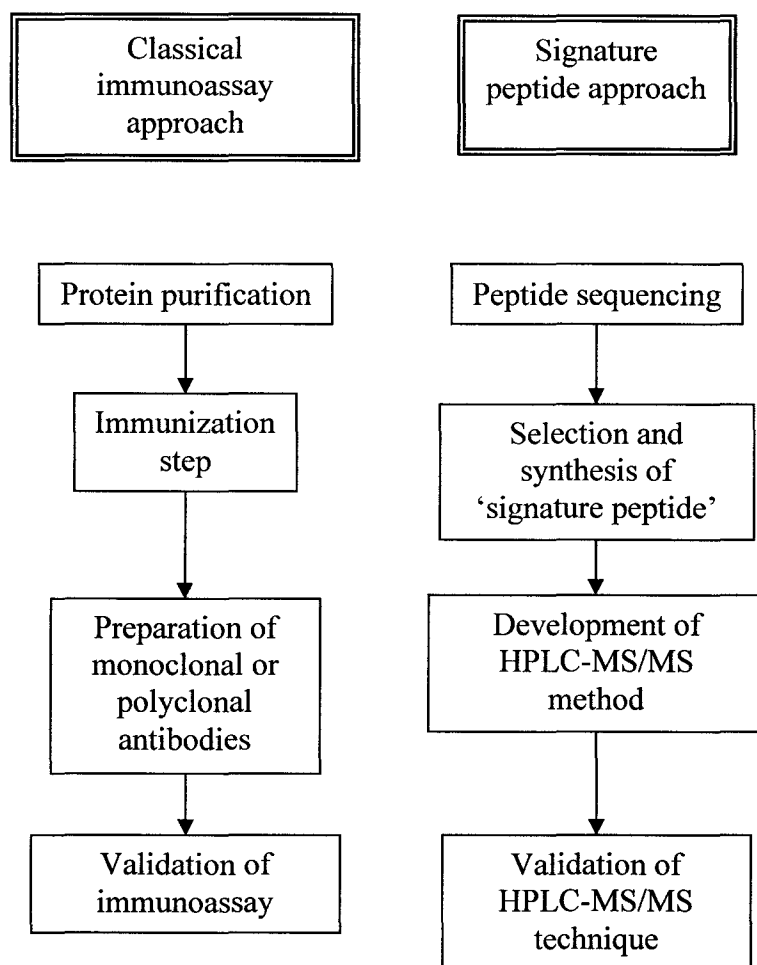 Classical
immunoassay
approach
Signature
peptide approach
Protein purification
Immunization
step
Preparation of
monoclonal or
polyclonal
antibodies
Validation of
immunoassay
Peptide sequencing
Selection and
synthesis of
‘signature peptide’
Development of
HPLC-MS/MS
method
Validation of
HPLC-MS/MS
technique